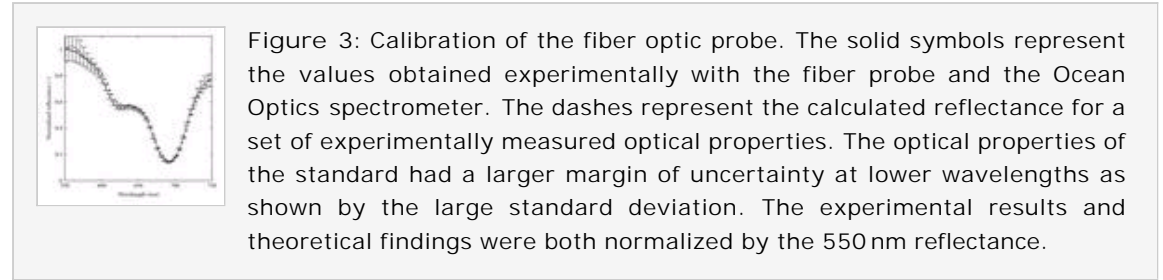 Figure 3: Calibration of the fiber optic probe. The solid symbols represent
the values obtained experimentally with the fiber probe and the Ocean
Optics spectrometer. The dashes represent the calculated reflectance for a
set of experimentally measured optical properties. The optical properties of
the standard had a larger margin of uncertainty at lower wavelengths as
shown by the large standard deviation. The experimental results and
theoretical findings were both normalized by the 550 nm reflectance.